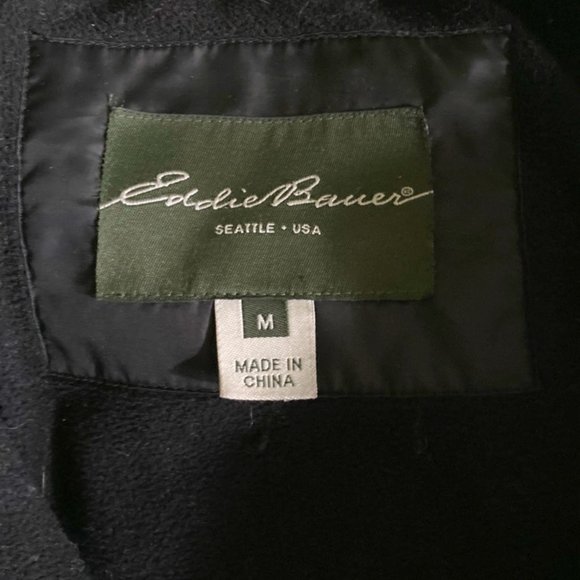 Eddie Bauer®
SEATTLE • USA
M
MADE IN
CHINA